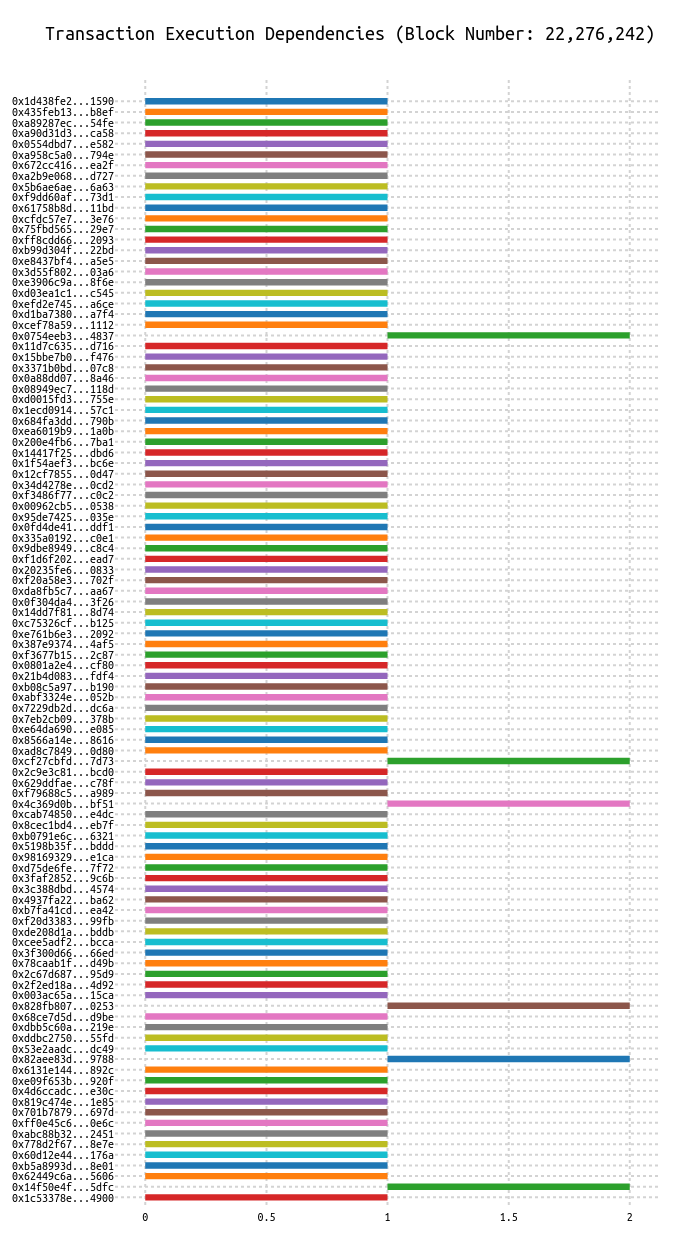 Transaction Execution Dependencies (Block Number: 22,276,242)
0x1d438fe2...1590
0x435feb13...b8ef
0xa89287ec...54fe
0xa90d31d3...ca58
0x0554dbd7...e582
0xa958c5a0...794e
0x672cc416...ea2f
0xa2b9e068...d727
0x5b6ae6ae...6a63
0xf9dd60af...73d1
0x61758b8d...11bd
0xcfdc57e7...3e76
0x75fbd565...29e7
0xff8cdd66...2093
0xb99d304f...22bd
0xe8437bf4...a5e5
0x3d55f802...03a6
0xe3906c9a...8f6e
0xd03ea1c1...c545
0xefd2e745...a6ce
0xd1ba7380...a7f4
0xcef78a59...1112
0x0754eeb3...4837
0x11d7c635...d716
0x15bbe7b0...f476
0x3371b0bd...07c8
0x0a88dd07...8a46
0x08949ec7...118d
0xd0015fd3...755e
0x1ecd0914...57c1
0x684fa3dd...790b
0xea6019b9...1a0b
0x200e4fb6...7ba1
0x14417f25...dbd6
0x1f54aef3...bc6e
0x12cf7855...0d47
0x34d4278e...0cd2
0xf3486f77...c0c2
0x00962cb5...0538
0x95de7425...035e
0x0fd4de41...ddf1
0x335a0192...c0e1
0x9dbe8949...c8c4
0xf1d6f202...ead7
0x20235fe6...0833
0xf20a58e3...702f
0xda8fb5c7...aa67
0x0f304da4...3f26
0x14dd7f81...8d74
0xc75326cf...b125
0xe761b6e3...2092
0x387e9374...4af5
0xf3677b15...2c87
0x0801a2e4...cf80
0x21b4d083...fdf4
0xb08c5a97...b190
0xabf3324e...052b
0x7229db2d...dc6a
0x7eb2cb09...378b
0xe64da690...e085
0x8566a14e...8616
0xad8c7849...0d80
0xcf27cbfd...7d73
0x2c9e3c81...bcd0
0x629ddfae...c78f
0xf79688c5...a989
0x4c369d0b...bf51
0xcab74850...e4dc
0x8cec1bd4...eb7f
0xb0791e6c...6321
0x5198b35f...bddd
0x98169329...e1ca
0xd75de6fe...7f72
0x3faf2852...9c6b
0x3c388dbd...4574
0x4937fa22...ba62
0xb7fa41cd...ea42
0xf20d3383...99fb
0xde208d1a...bddb
0xcee5adf2...bcca
0x3f300d66...66ed
0x78caab1f...d49b
0x2c67d687...95d9
0x2f2ed18a...4d92
0x003ac65a...15ca
0x828fb807...0253
0x68ce7d5d...d9be
0xdbb5c60a...219e
0xddbc2750...55fd
0x53e2aadc...dc49
0x82aee83d...9788
0x6131e144...892c
0xe09f653b...920f
0x4d6ccadc...e30c
0x819c474e...1e85
0x701b7879...697d
0xff0e45c6...0e6c
0xabc88b32...2451
0x778d2f67...8e7e
0x60d12e44...176a
0xb5a8993d...8e01
0x62449c6a...5606
0x14f50e4f...5dfc
0x1c53378e...4900
0 0.5 1 1.5 2